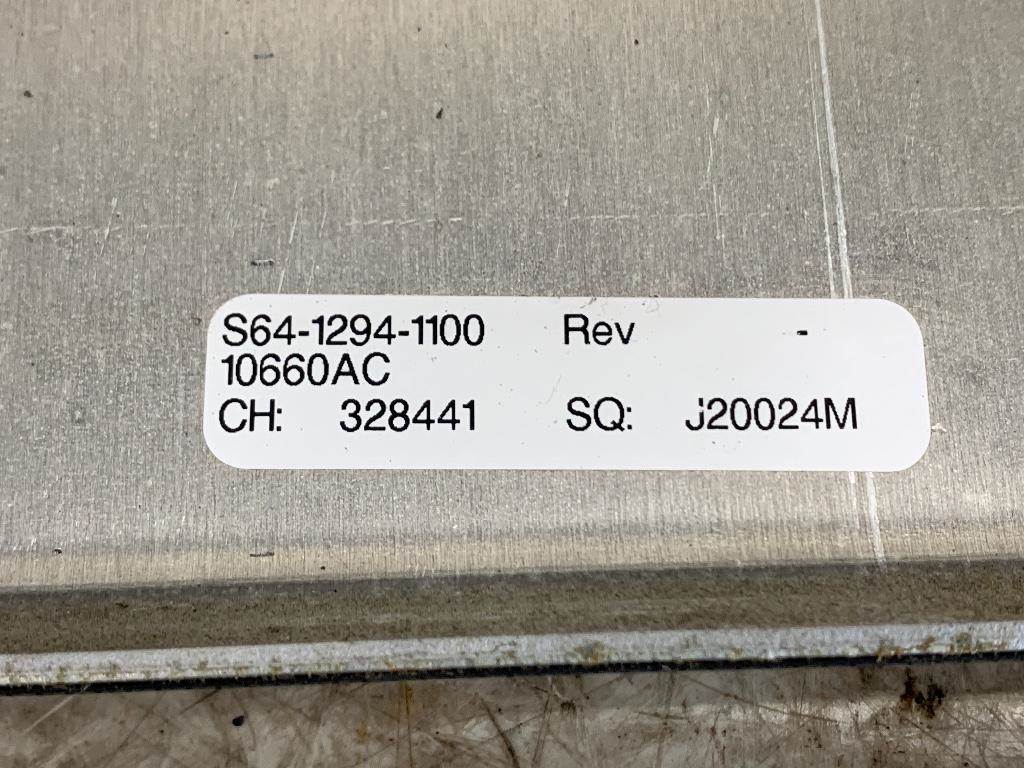 S64-1294-1100 Rev -
10660AC
CH: 328441 SQ: J20024M